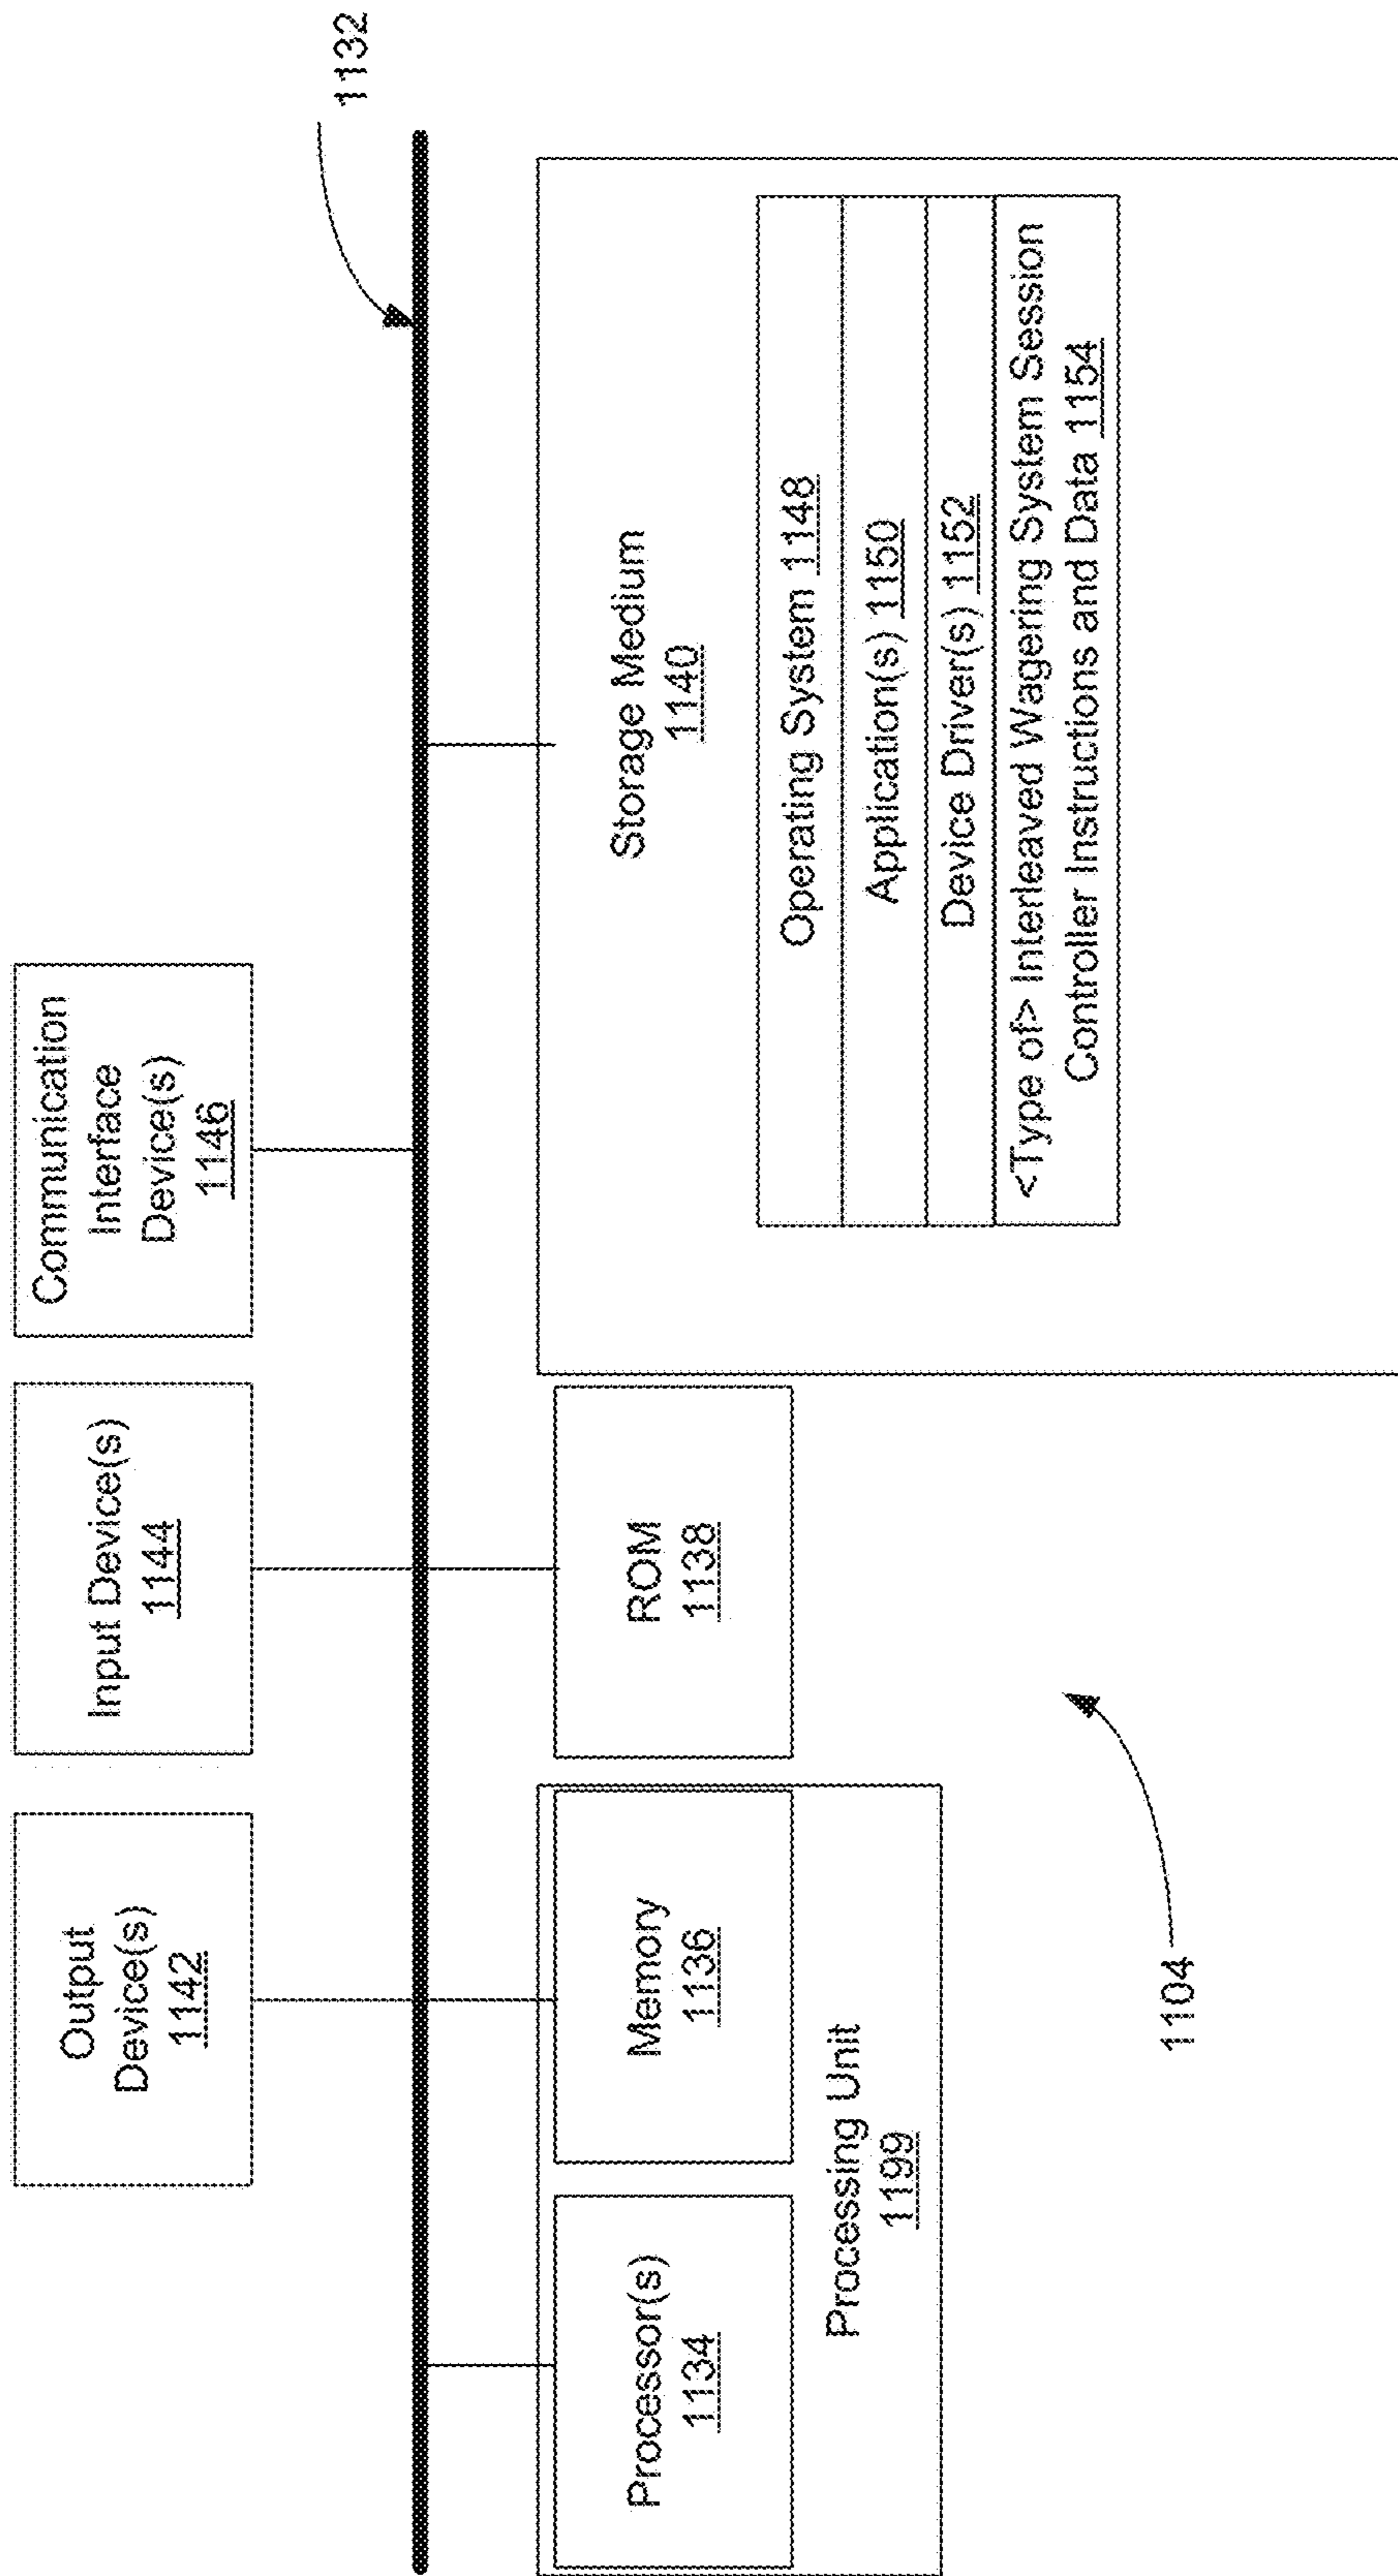 Output
Device(s)
1142
Input Device(s)
1144
Communication
Interface
Device(s)
1146
1132
Processor(s)
1134
Memory
1136
Processing Unit
1199
ROM
1138
Storage Medium
1140
Operating System 1148
Application(s) 1150
Device Driver(s) 1152
<Type of> Interleaved Wagering System Session
Controller Instructions and Data 1154
1104